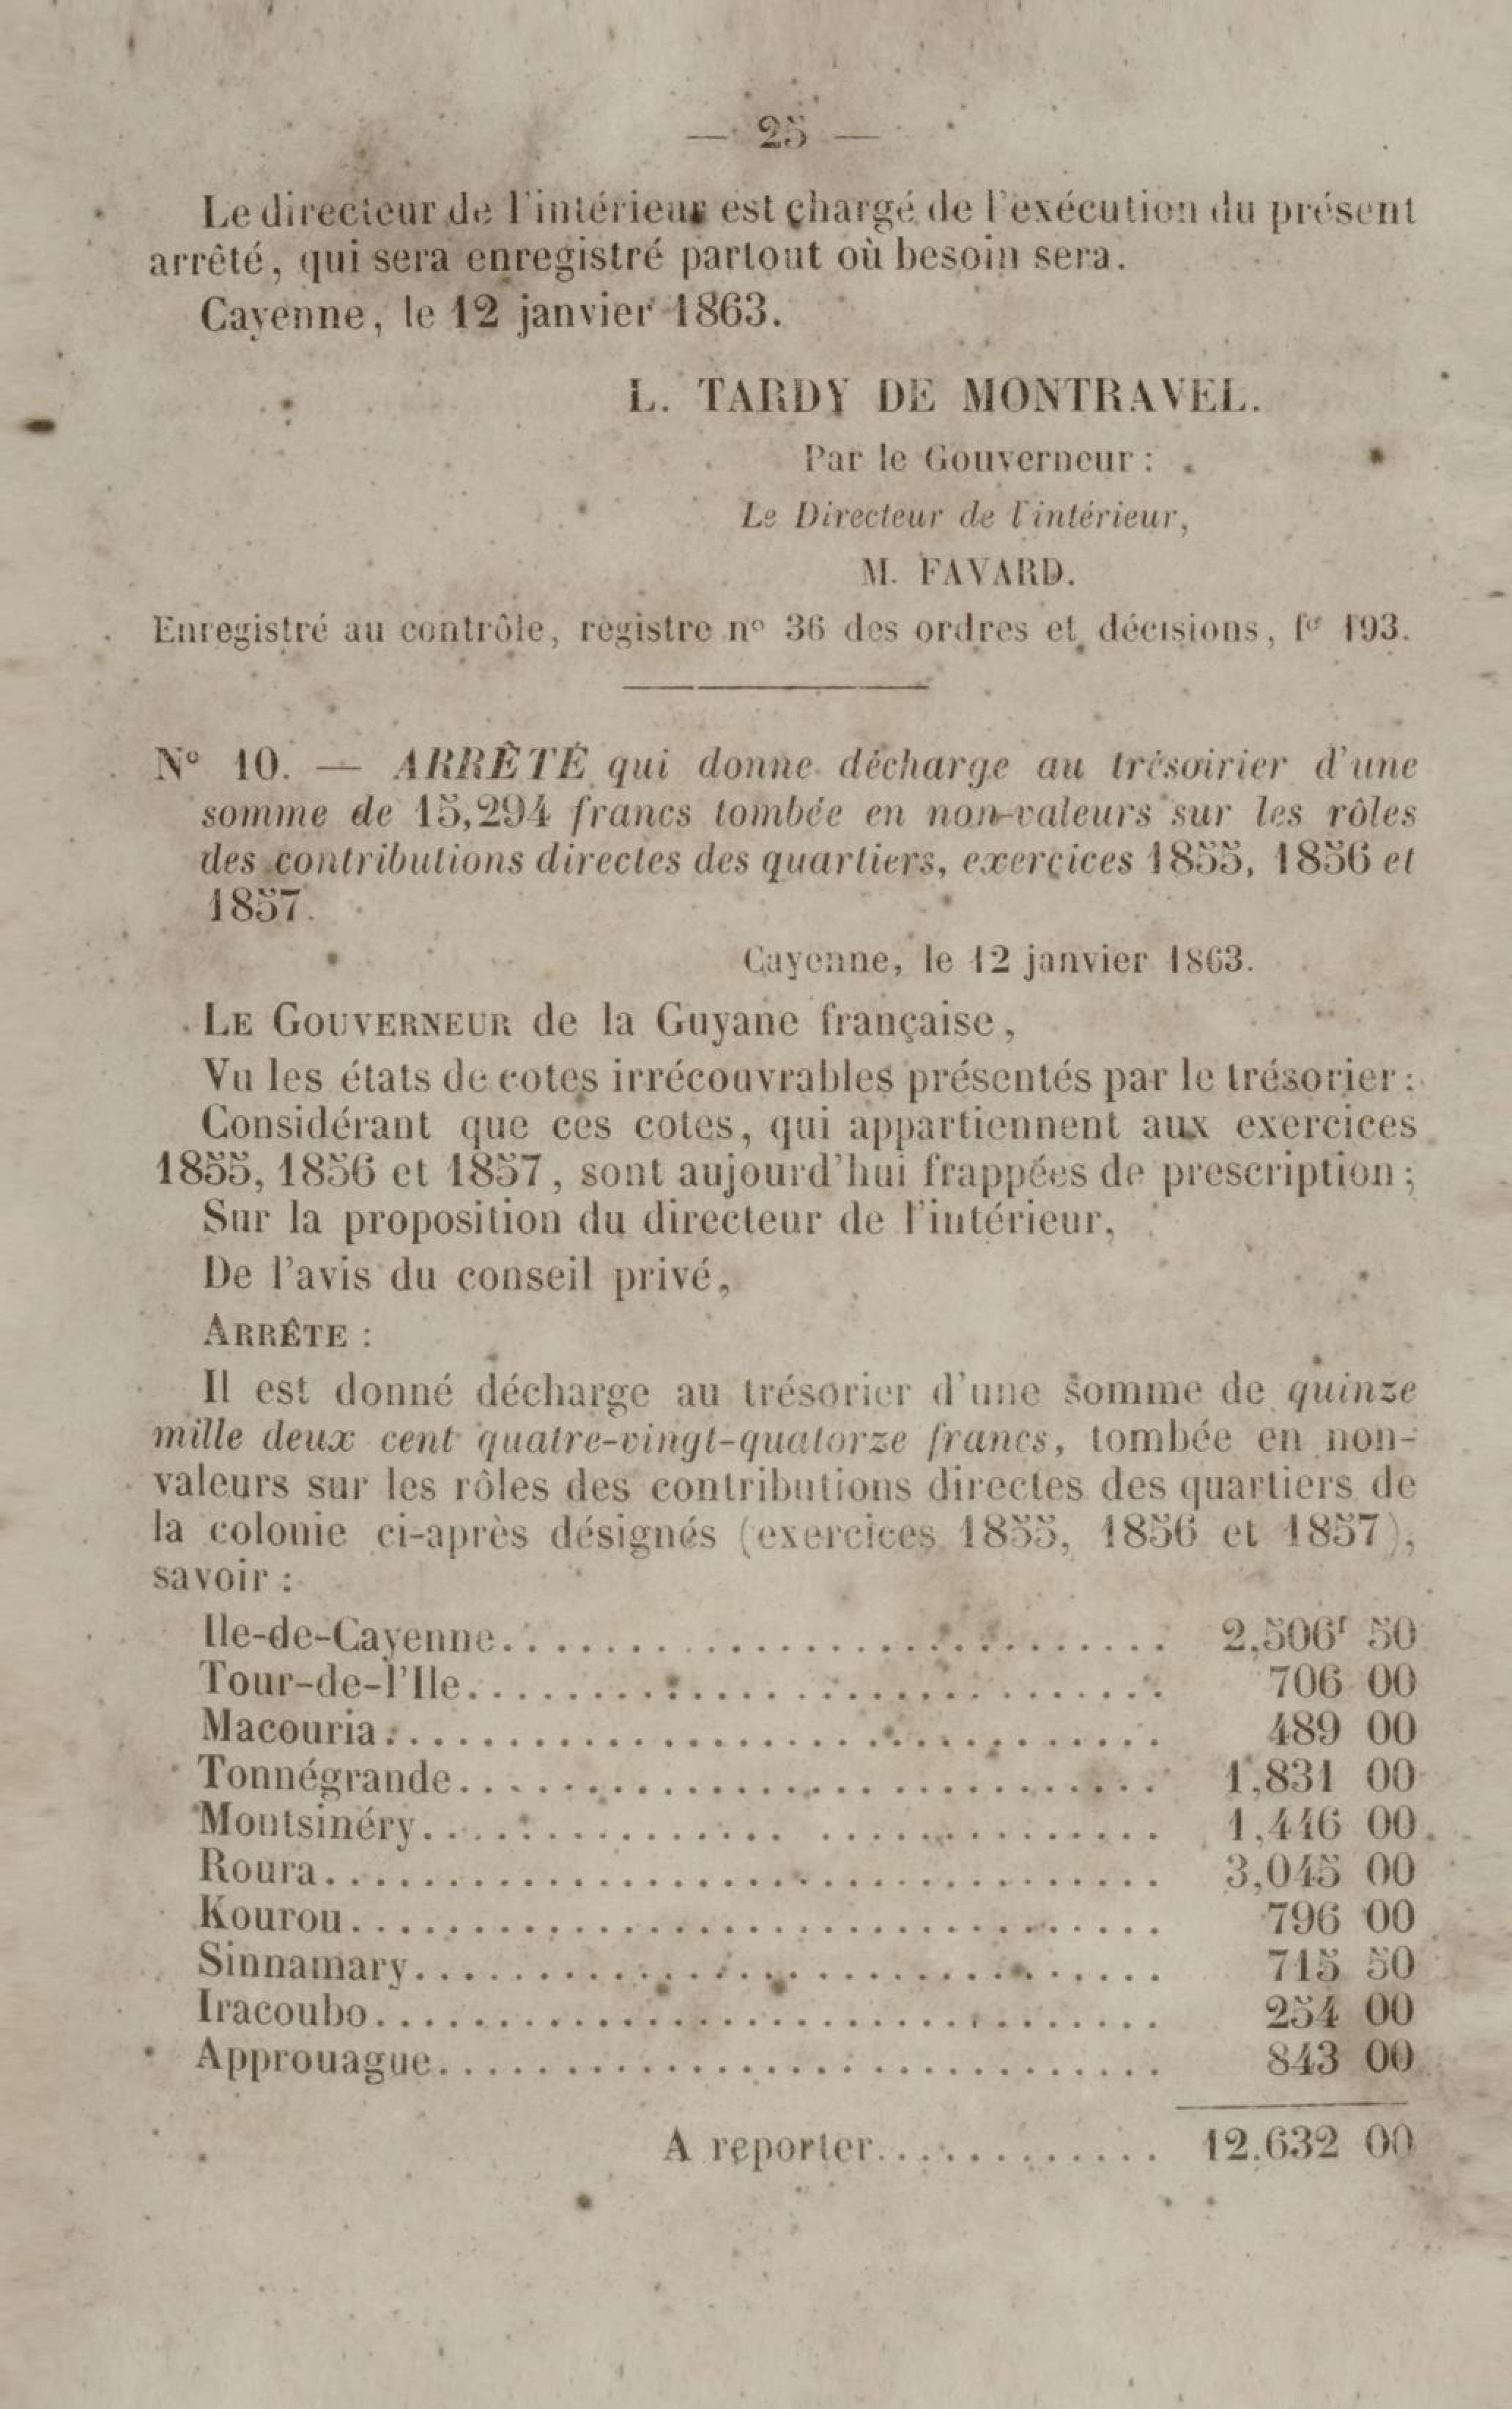 — 25 —
Le directeur de l'intérieur est chargé de l'exécution du présent
arrêté, qui sera enregistré partout où besoin sera.
Cayenne, le 12 janvier 1863.
L. TARDY DE MONTRAVEL.
Par le Gouverneur :
Le Directeur de l'intérieur,
M. FAVARD.
Enregistré au contrôle, registre n° 36 des ordres et décisions, f° 193.
N° 10. — ARRÊTÉ qui donne décharge au trésoirier d'une
somme de 15,294 francs tombée en non-valeurs sur les rôles
des contributions directes des quartiers, exercices 1855, 1856 et
1857.
Cayenne, le 12 janvier 1863.
LE GOUVERNEUR de la Guyane française,
Vu les états de cotes irrécouvrables présentés par le trésorier :
Considérant que ces cotes, qui appartiennent aux exercices
1855, 1856 et 1857, sont aujourd'hui frappées de prescription ;
Sur la proposition du directeur de l'intérieur,
De l'avis du conseil privé,
ARRÊTE :
Il est donné décharge au trésorier d'une somme de quinze
mille deux cent quatre-vingt-quatorze francs, tombée en non-
valeurs sur les rôles des contributions directes des quartiers de
la colonie ci-après désignés (exercices 1855, 1856 et 1857),
savoir :
Ile-de-Cayenne.......................... 2,506f 50
Tour-de-l'Ile........................... 706 00
Macouria.............................. 489 00
Tonnégrande........................... 1,831 00
Montsinéry............................ 1,446 00
Roura................................. 3,045 00
Kourou................................ 796 00
Sinnamary............................. 715 50
Iracoubo............................... 254 00
Approuague............................ 843 00
A reporter............ 12,632 00